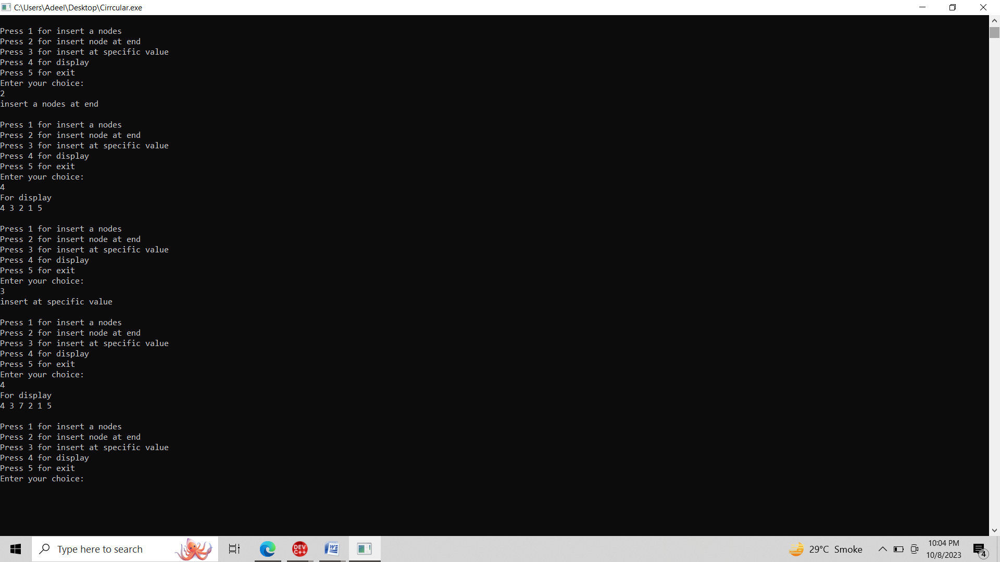 C:\Users\Adeel\Desktop\Cirrcular.exe
Press 1 for insert a nodes
Press 2 for insert node at end
Press 3 for insert at specific value
Press 4 for display
Press 5 for exit
Enter your choice:
2
insert a nodes at end
Press 1 for insert a nodes
Press 2 for insert node at end
Press 3 for insert at specific value
Press 4 for display
Press 5 for exit
Enter your choice:
4
For display
4 3 2 1 5
Press 1 for insert a nodes
Press 2 for insert node at end
Press 3 for insert at specific value
Press 4 for display
Press 5 for exit
Enter your choice:
3
insert at specific value
Press 1 for insert a nodes
Press 2 for insert node at end
Press 3 for insert at specific value
Press 4 for display
Press 5 for exit
Enter your choice:
4
For display
4 3 7 2 1 5
Press 1 for insert a nodes
Press 2 for insert node at end
Press 3 for insert at specific value
Press 4 for display
Press 5 for exit
Enter your choice:
Type here to search
DEV
C++
W
29°C Smoke
10:04 PM
10/8/2023
4